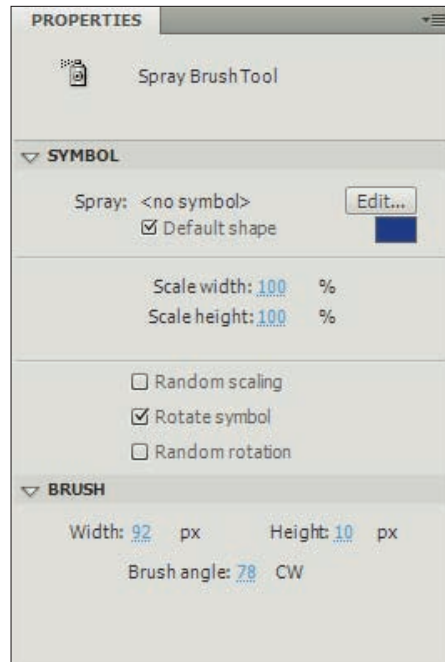 PROPERTIES
Spray Brush Tool
SYMBOL
Spray: <no symbol> Edit...
Default shape
Scale width: 100 %
Scale height: 100 %
Random scaling
Rotate symbol
Random rotation
BRUSH
Width: 92 px Height: 10 px
Brush angle: 78 CW